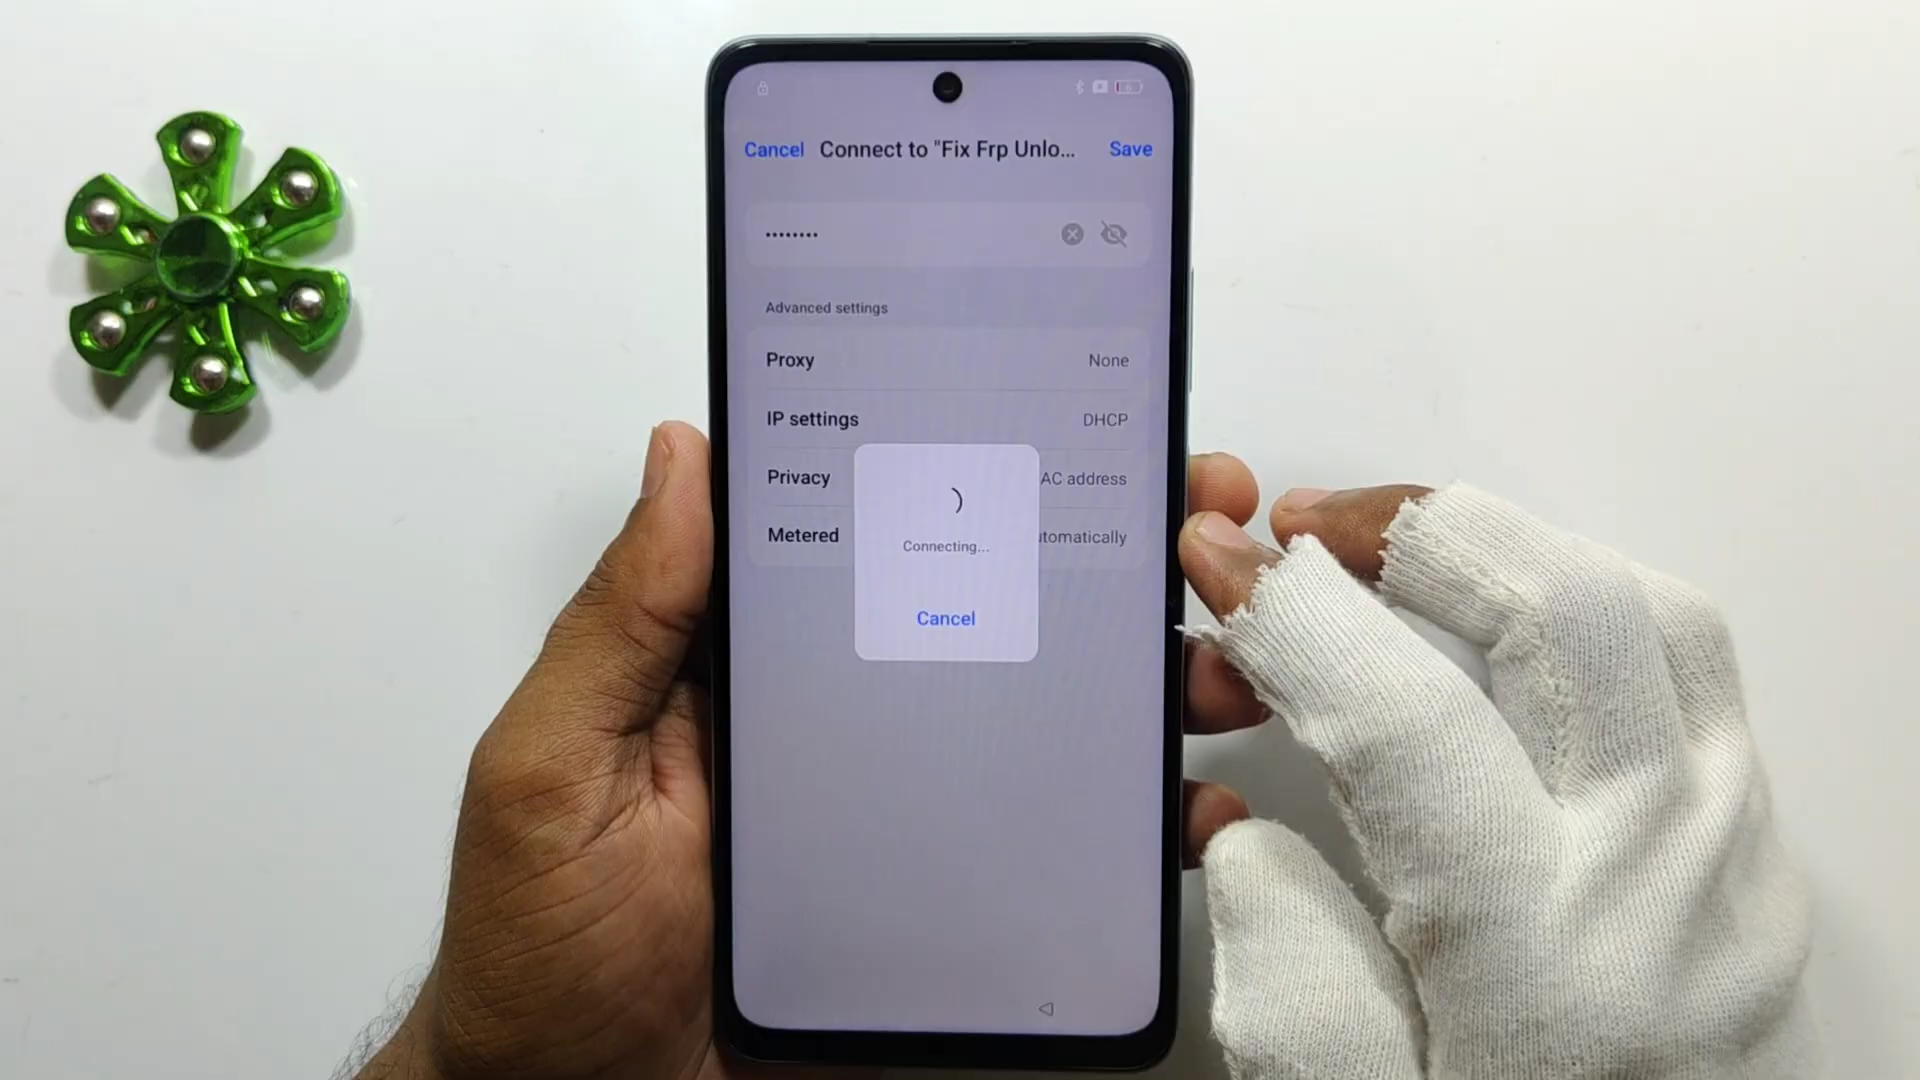 6
Cancel Connect to "Fix Frp Unlo... Save
••••••••
Advanced settings
Proxy None
IP settings DHCP
Privacy AC address
Metered utomatically
Connecting...
Cancel